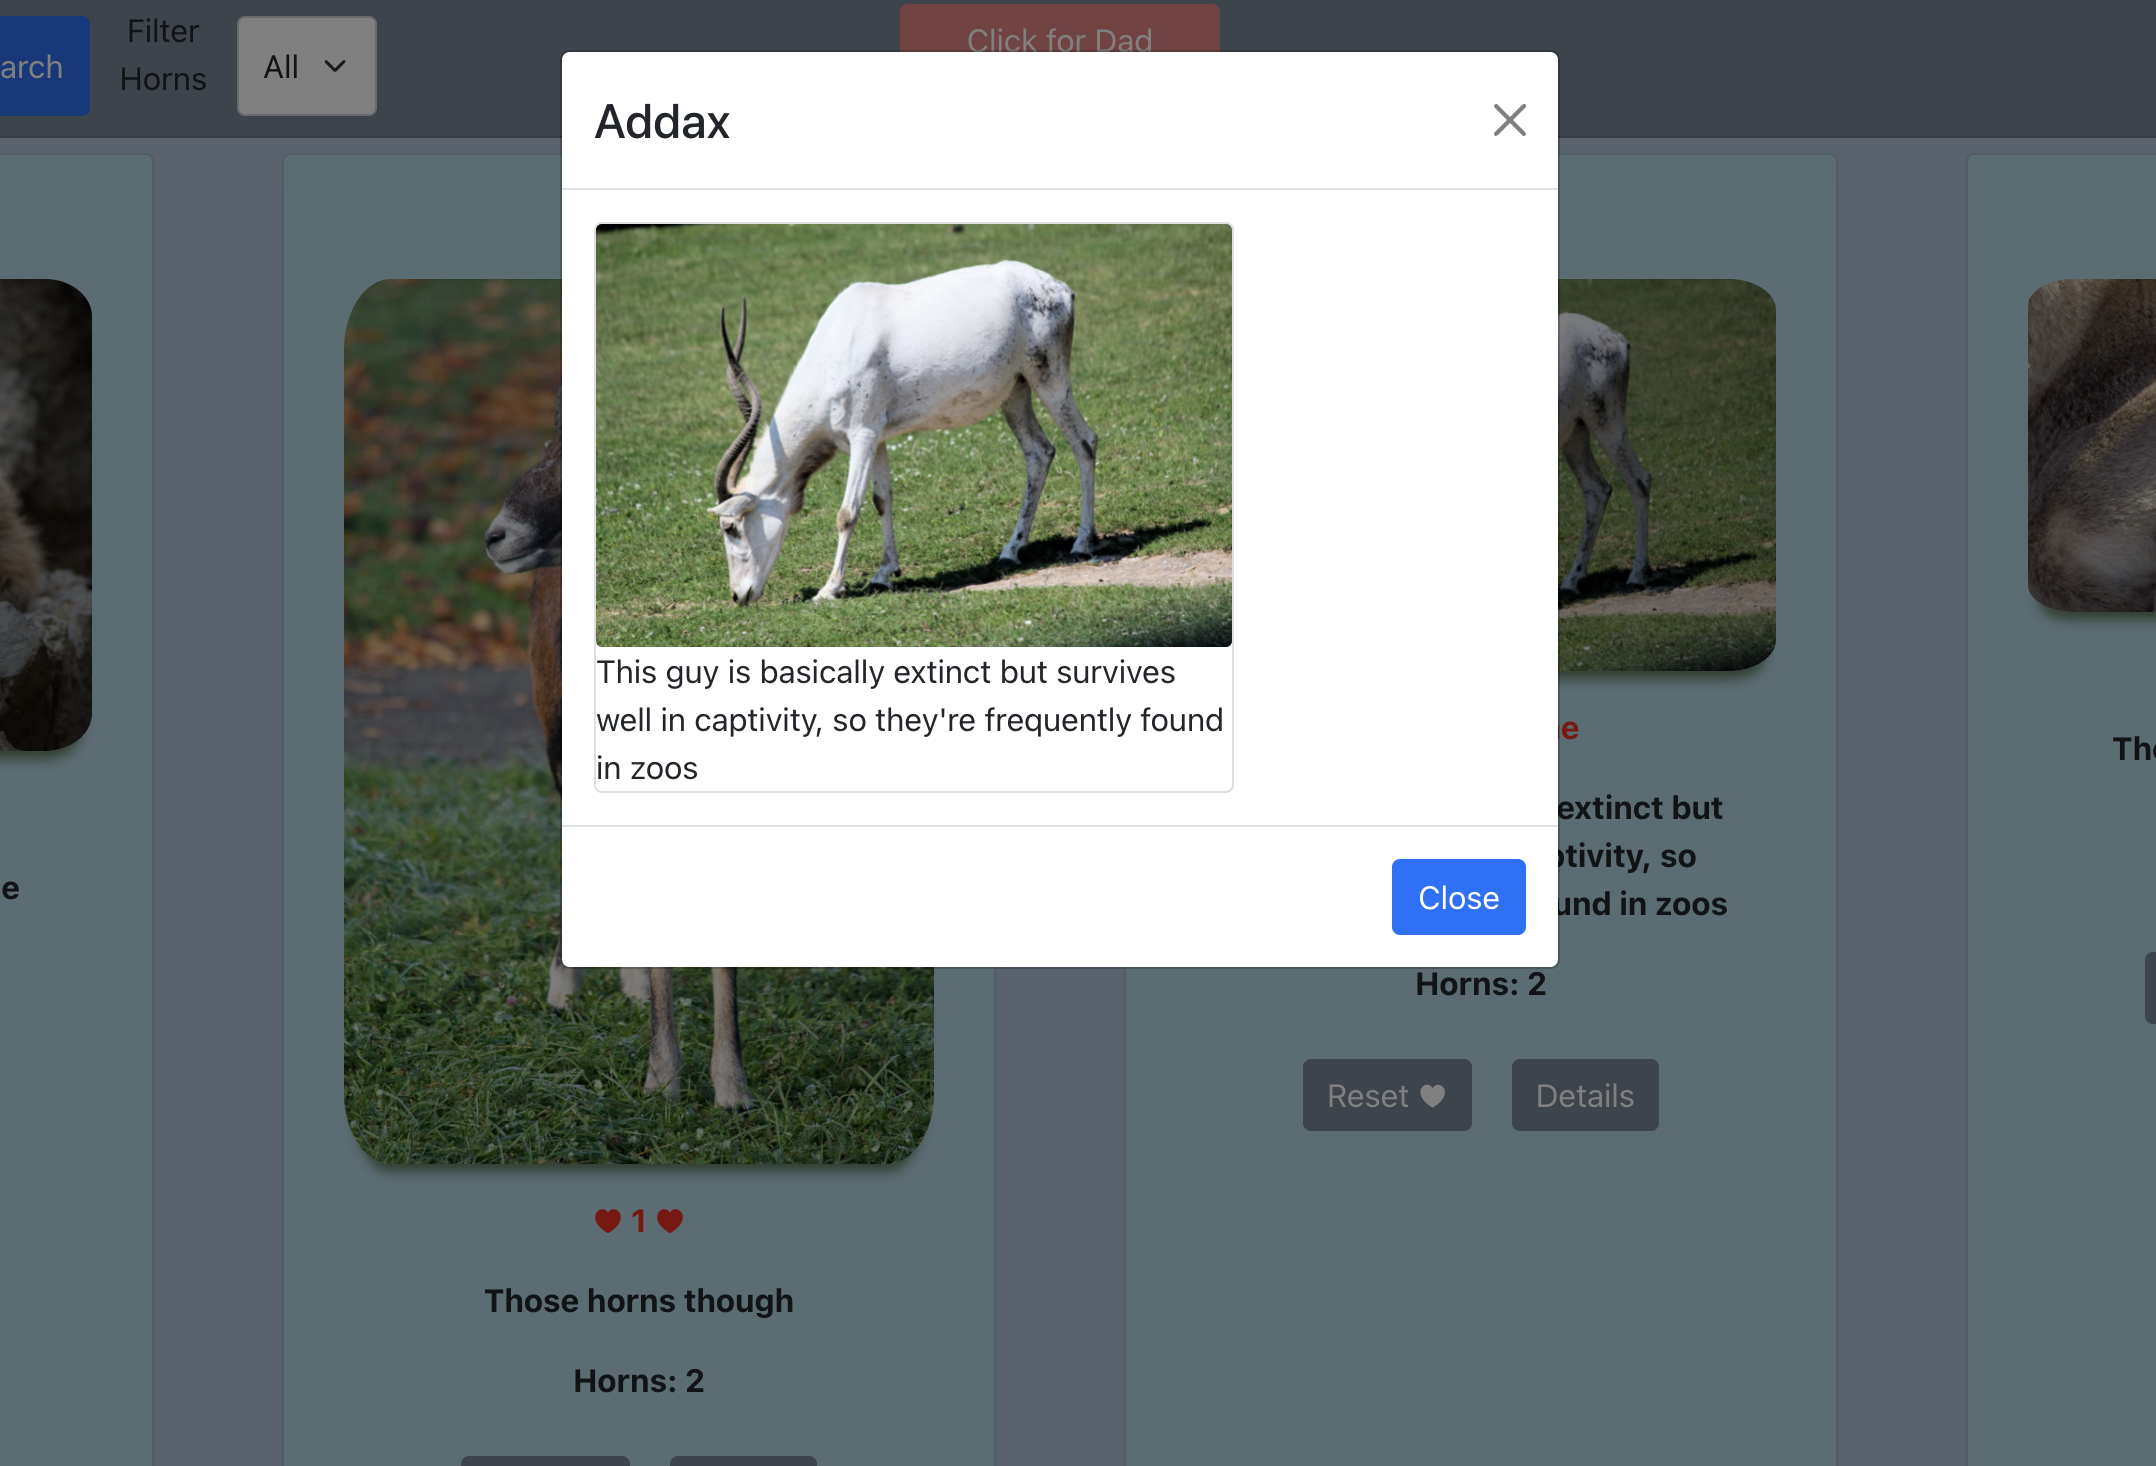 arch
Filter
Horns
All
Click for Dad
Addax
This guy is basically extinct but survives
well in captivity, so they're frequently found
in zoos
Close
e
extinct but
ptivity, so
und in zoos
Horns: 2
Reset
Details
e
1
Those horns though
Horns: 2